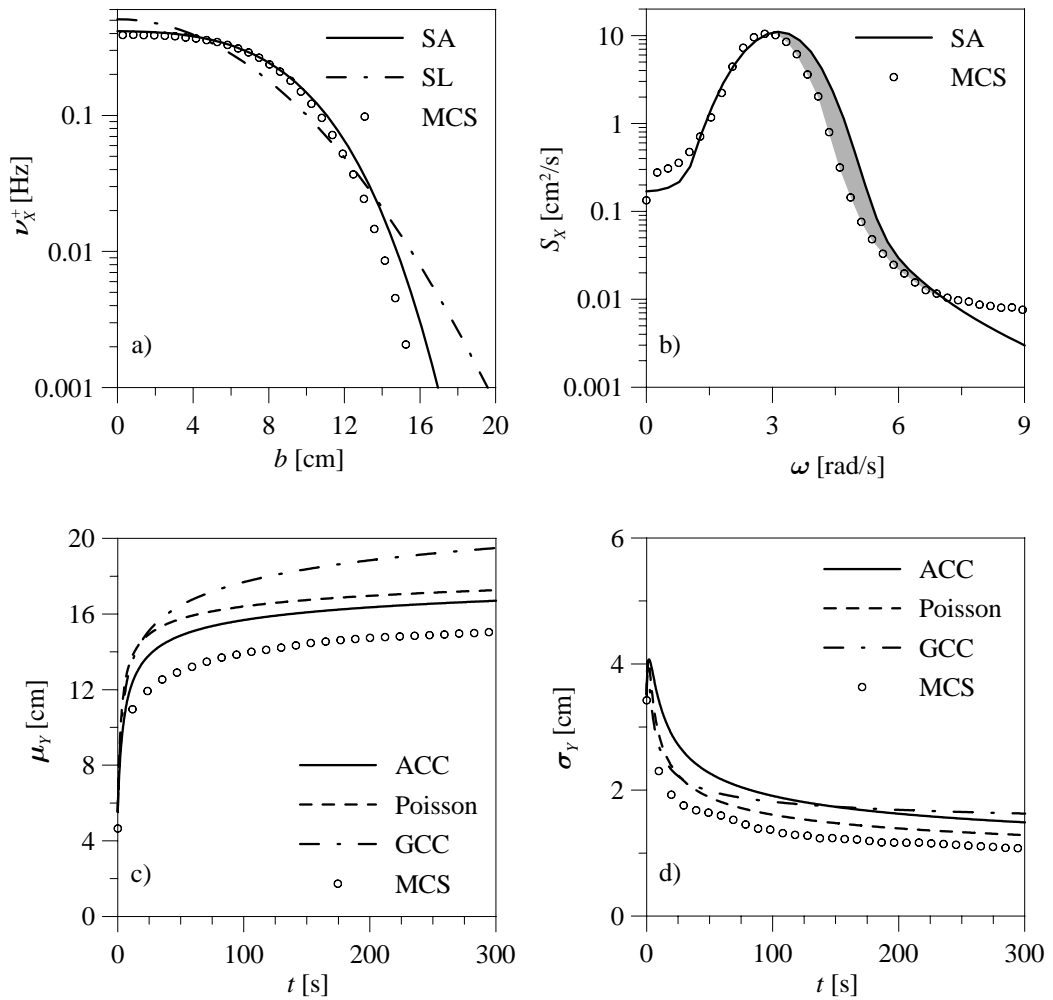 SA
SL
MCS
0.1
0.01
0.001
ν_X^+ [Hz]
a)
0 4 8 12 16 20
b [cm]
SA
MCS
10
1
0.1
0.01
0.001
S_X [cm²/s]
b)
0 3 6 9
ω [rad/s]
20
16
12
8
4
0
μ_Y [cm]
ACC
Poisson
GCC
MCS
c)
0 100 200 300
t [s]
6
4
2
0
σ_Y [cm]
ACC
Poisson
GCC
MCS
d)
0 100 200 300
t [s]